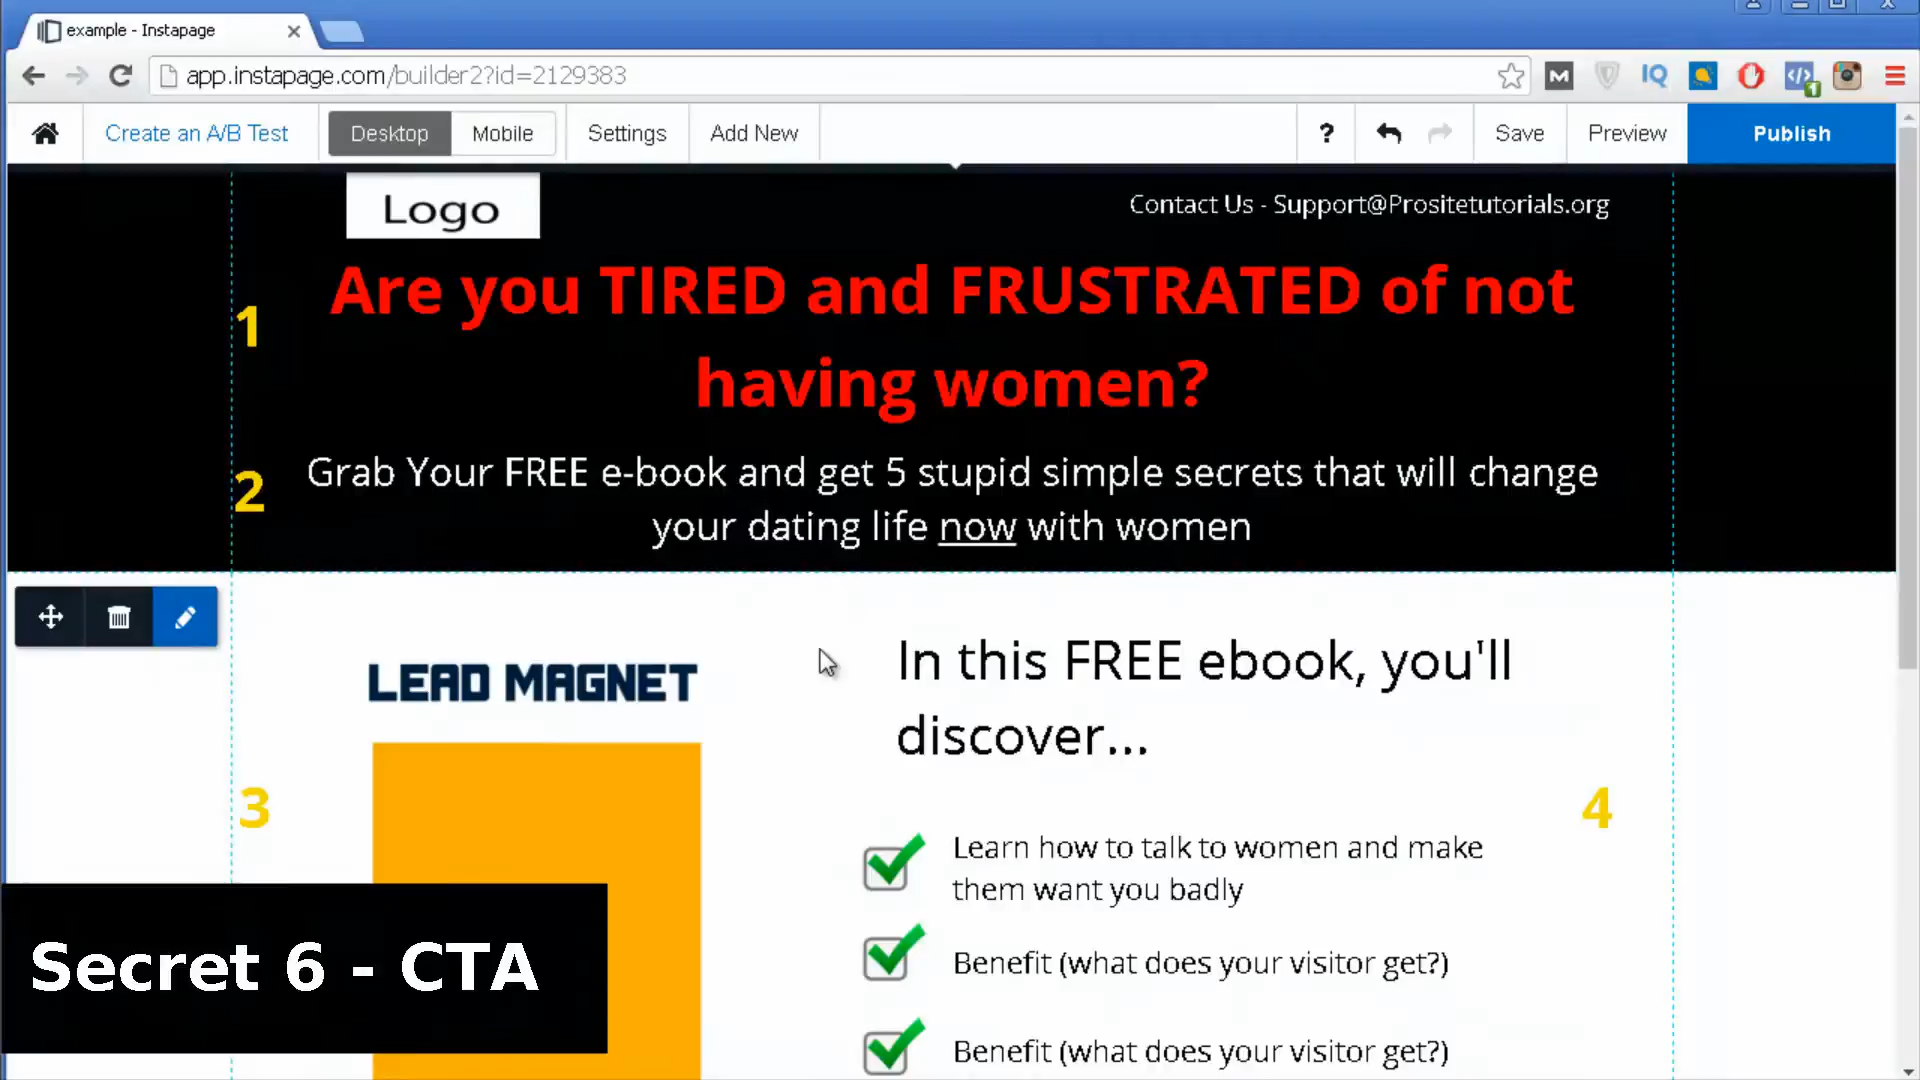 example - Instapage
app.instapage.com/builder2?id=2129383
M
IQ
1
Create an A/B Test
Desktop
Mobile
Settings
Add New
?
Save
Preview
Publish
Logo
Contact Us - Support@Prositetutorials.org
1
Are you TIRED and FRUSTRATED of not
having women?
2
Grab Your FREE e-book and get 5 stupid simple secrets that will change
your dating life now with women
LEAD MAGNET
In this FREE ebook, you'll
discover...
3
4
Learn how to talk to women and make
them want you badly
Benefit (what does your visitor get?)
Benefit (what does your visitor get?)
Secret 6 - CTA